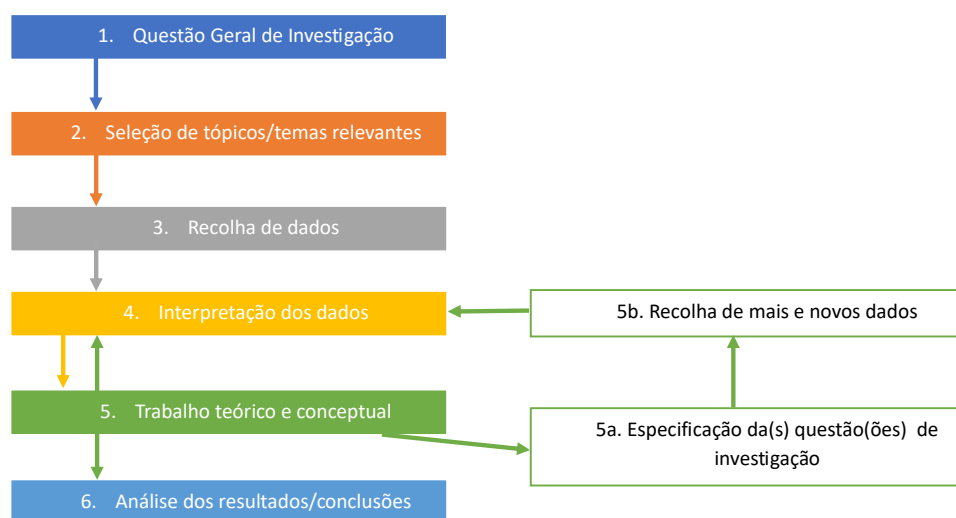 1. Questão Geral de Investigação
2. Seleção de tópicos/temas relevantes
3. Recolha de dados
4. Interpretação dos dados
5b. Recolha de mais e novos dados
5. Trabalho teórico e conceptual
5a. Especificação da(s) questão(ões) de
investigação
6. Análise dos resultados/conclusões